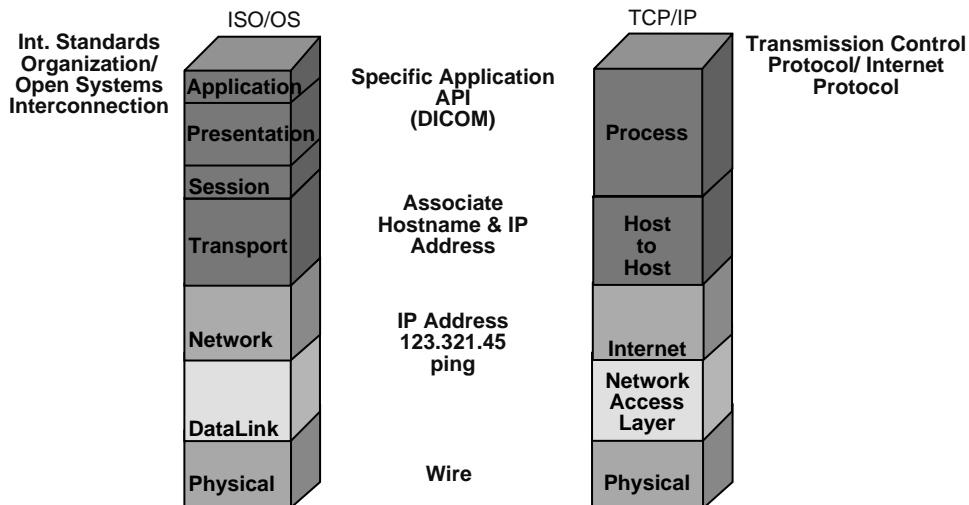 ISO/OS
Int. Standards
Organization/
Open Systems
Interconnection
Application
Presentation
Session
Transport
Network
DataLink
Physical
Specific Application
API
(DICOM)
Associate
Hostname & IP
Address
IP Address
123.321.45
ping
Wire
TCP/IP
Process
Host
to
Host
Internet
Network
Access
Layer
Physical
Transmission Control
Protocol/ Internet
Protocol